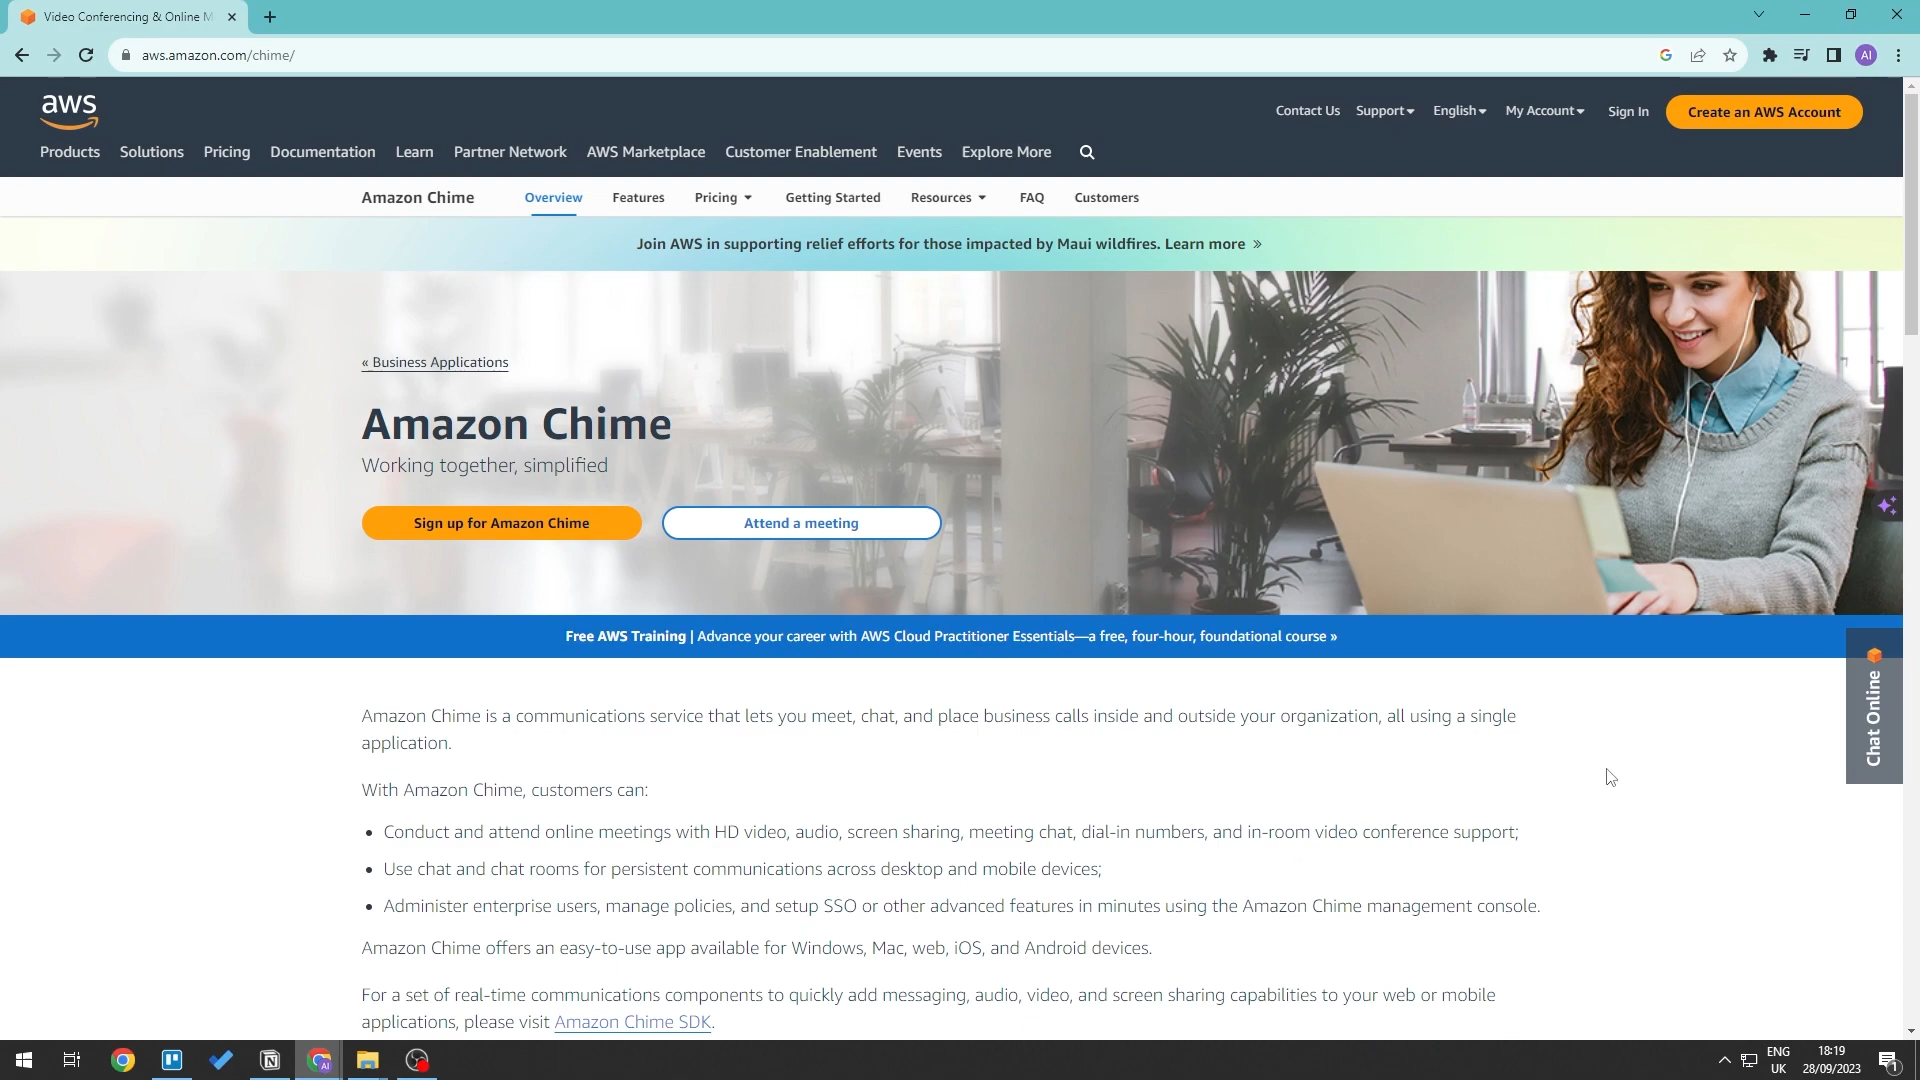 Video Conferencing & Online M
aws.amazon.com/chime/
AI
aws
Contact Us Support English My Account Sign In Create an AWS Account
Products Solutions Pricing Documentation Learn Partner Network AWS Marketplace Customer Enablement Events Explore More
Amazon Chime Overview Features Pricing Getting Started Resources FAQ Customers
Join AWS in supporting relief efforts for those impacted by Maui wildfires. Learn more »
« Business Applications
Amazon Chime
Working together, simplified
Sign up for Amazon Chime Attend a meeting
Free AWS Training | Advance your career with AWS Cloud Practitioner Essentials—a free, four-hour, foundational course »
Chat Online
Amazon Chime is a communications service that lets you meet, chat, and place business calls inside and outside your organization, all using a single
application.
With Amazon Chime, customers can:
• Conduct and attend online meetings with HD video, audio, screen sharing, meeting chat, dial-in numbers, and in-room video conference support;
• Use chat and chat rooms for persistent communications across desktop and mobile devices;
• Administer enterprise users, manage policies, and setup SSO or other advanced features in minutes using the Amazon Chime management console.
Amazon Chime offers an easy-to-use app available for Windows, Mac, web, iOS, and Android devices.
For a set of real-time communications components to quickly add messaging, audio, video, and screen sharing capabilities to your web or mobile
applications, please visit Amazon Chime SDK.
AI
ENG
UK
18:19
28/09/2023
1